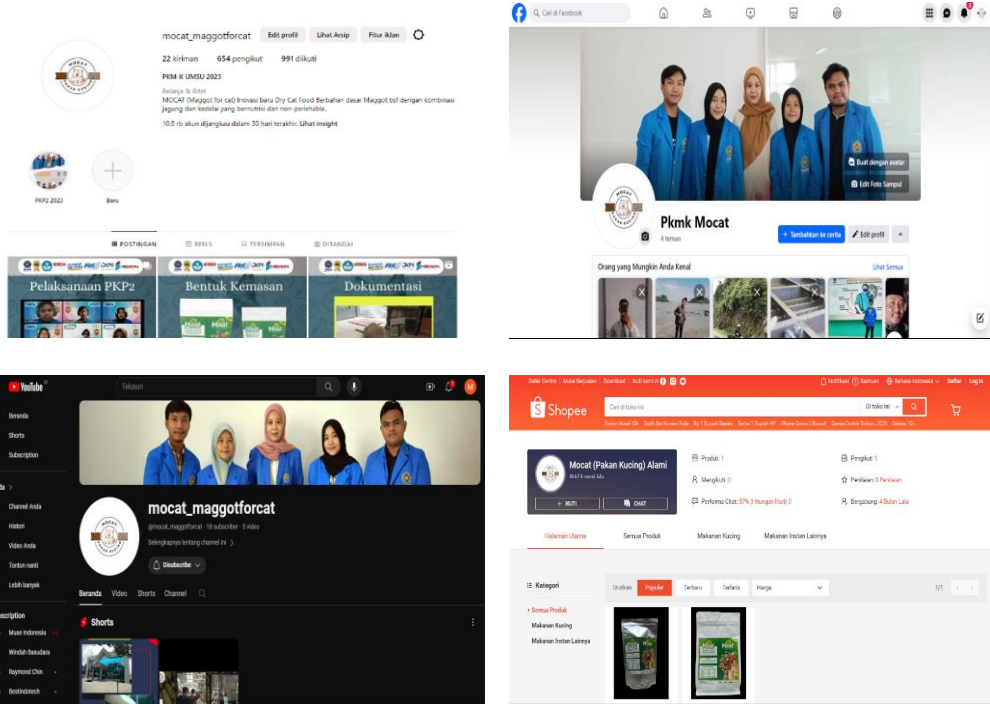 mocat_maggotforcat Edit profil Lihat Arsip Fitur iklan
22 kiriman 654 pengikut 991 diikuti
PKM-K UMSU 2023
Belanja & Ritel
MOCAT (Maggot for cat) Inovasi baru Dry Cat Food Berbahan dasar Maggot bsf dengan kombinasi
jagung dan kedelai yang bernutrisi dan non perishable.
10,8 rb akun dijangkau dalam 30 hari terakhir. Lihat insight
PKP2 2023 Baru
POSTINGAN REELS TERSIMPAN DITANDAI
Pelaksanaan PKP2 Bentuk Kemasan Dokumentasi
Cari di Facebook
MOCAT
Buat dengan avatar
Edit Foto Sampul
Pkmk Mocat
4 teman
+ Tambahkan ke cerita Edit profil
Orang yang Mungkin Anda Kenal Lihat Semua
YouTube Telusuri
Beranda
Shorts
Subscription
Channel Anda
Histori
Video Anda
Tonton nanti
Lebih banyak
Muse Indonesia
Windah Basudara
Raymond Chin
Bestindotech
mocat_maggotforcat
@mocat_maggotforcat 18 subscriber 5 video
Selengkapnya tentang channel ini
Disubscribe
Beranda Video Shorts Channel
Shorts
Seller Centre Mulai Berjualan Download Ikuti kami di Notifikasi Bantuan Bahasa Indonesia Daftar Log In
Shopee Cari di toko ini Di toko ini
Mocat (Pakan Kucing) Alami
+ IKUTI CHAT
Produk: 1 Pengikut: 1
Mengikuti: 0 Penilaian: 0 Penilaian
Performa Chat: 57% (Hitungan Hari) 0 Bergabung: 4 Bulan Lalu
Halaman Utama Semua Produk Makanan Kucing Makanan Instan Lainnya
Kategori
Semua Produk
Makanan Kucing
Makanan Instan Lainnya
Urutkan Populer Terbaru Terlaris Harga 1/1
Mocat Mocat